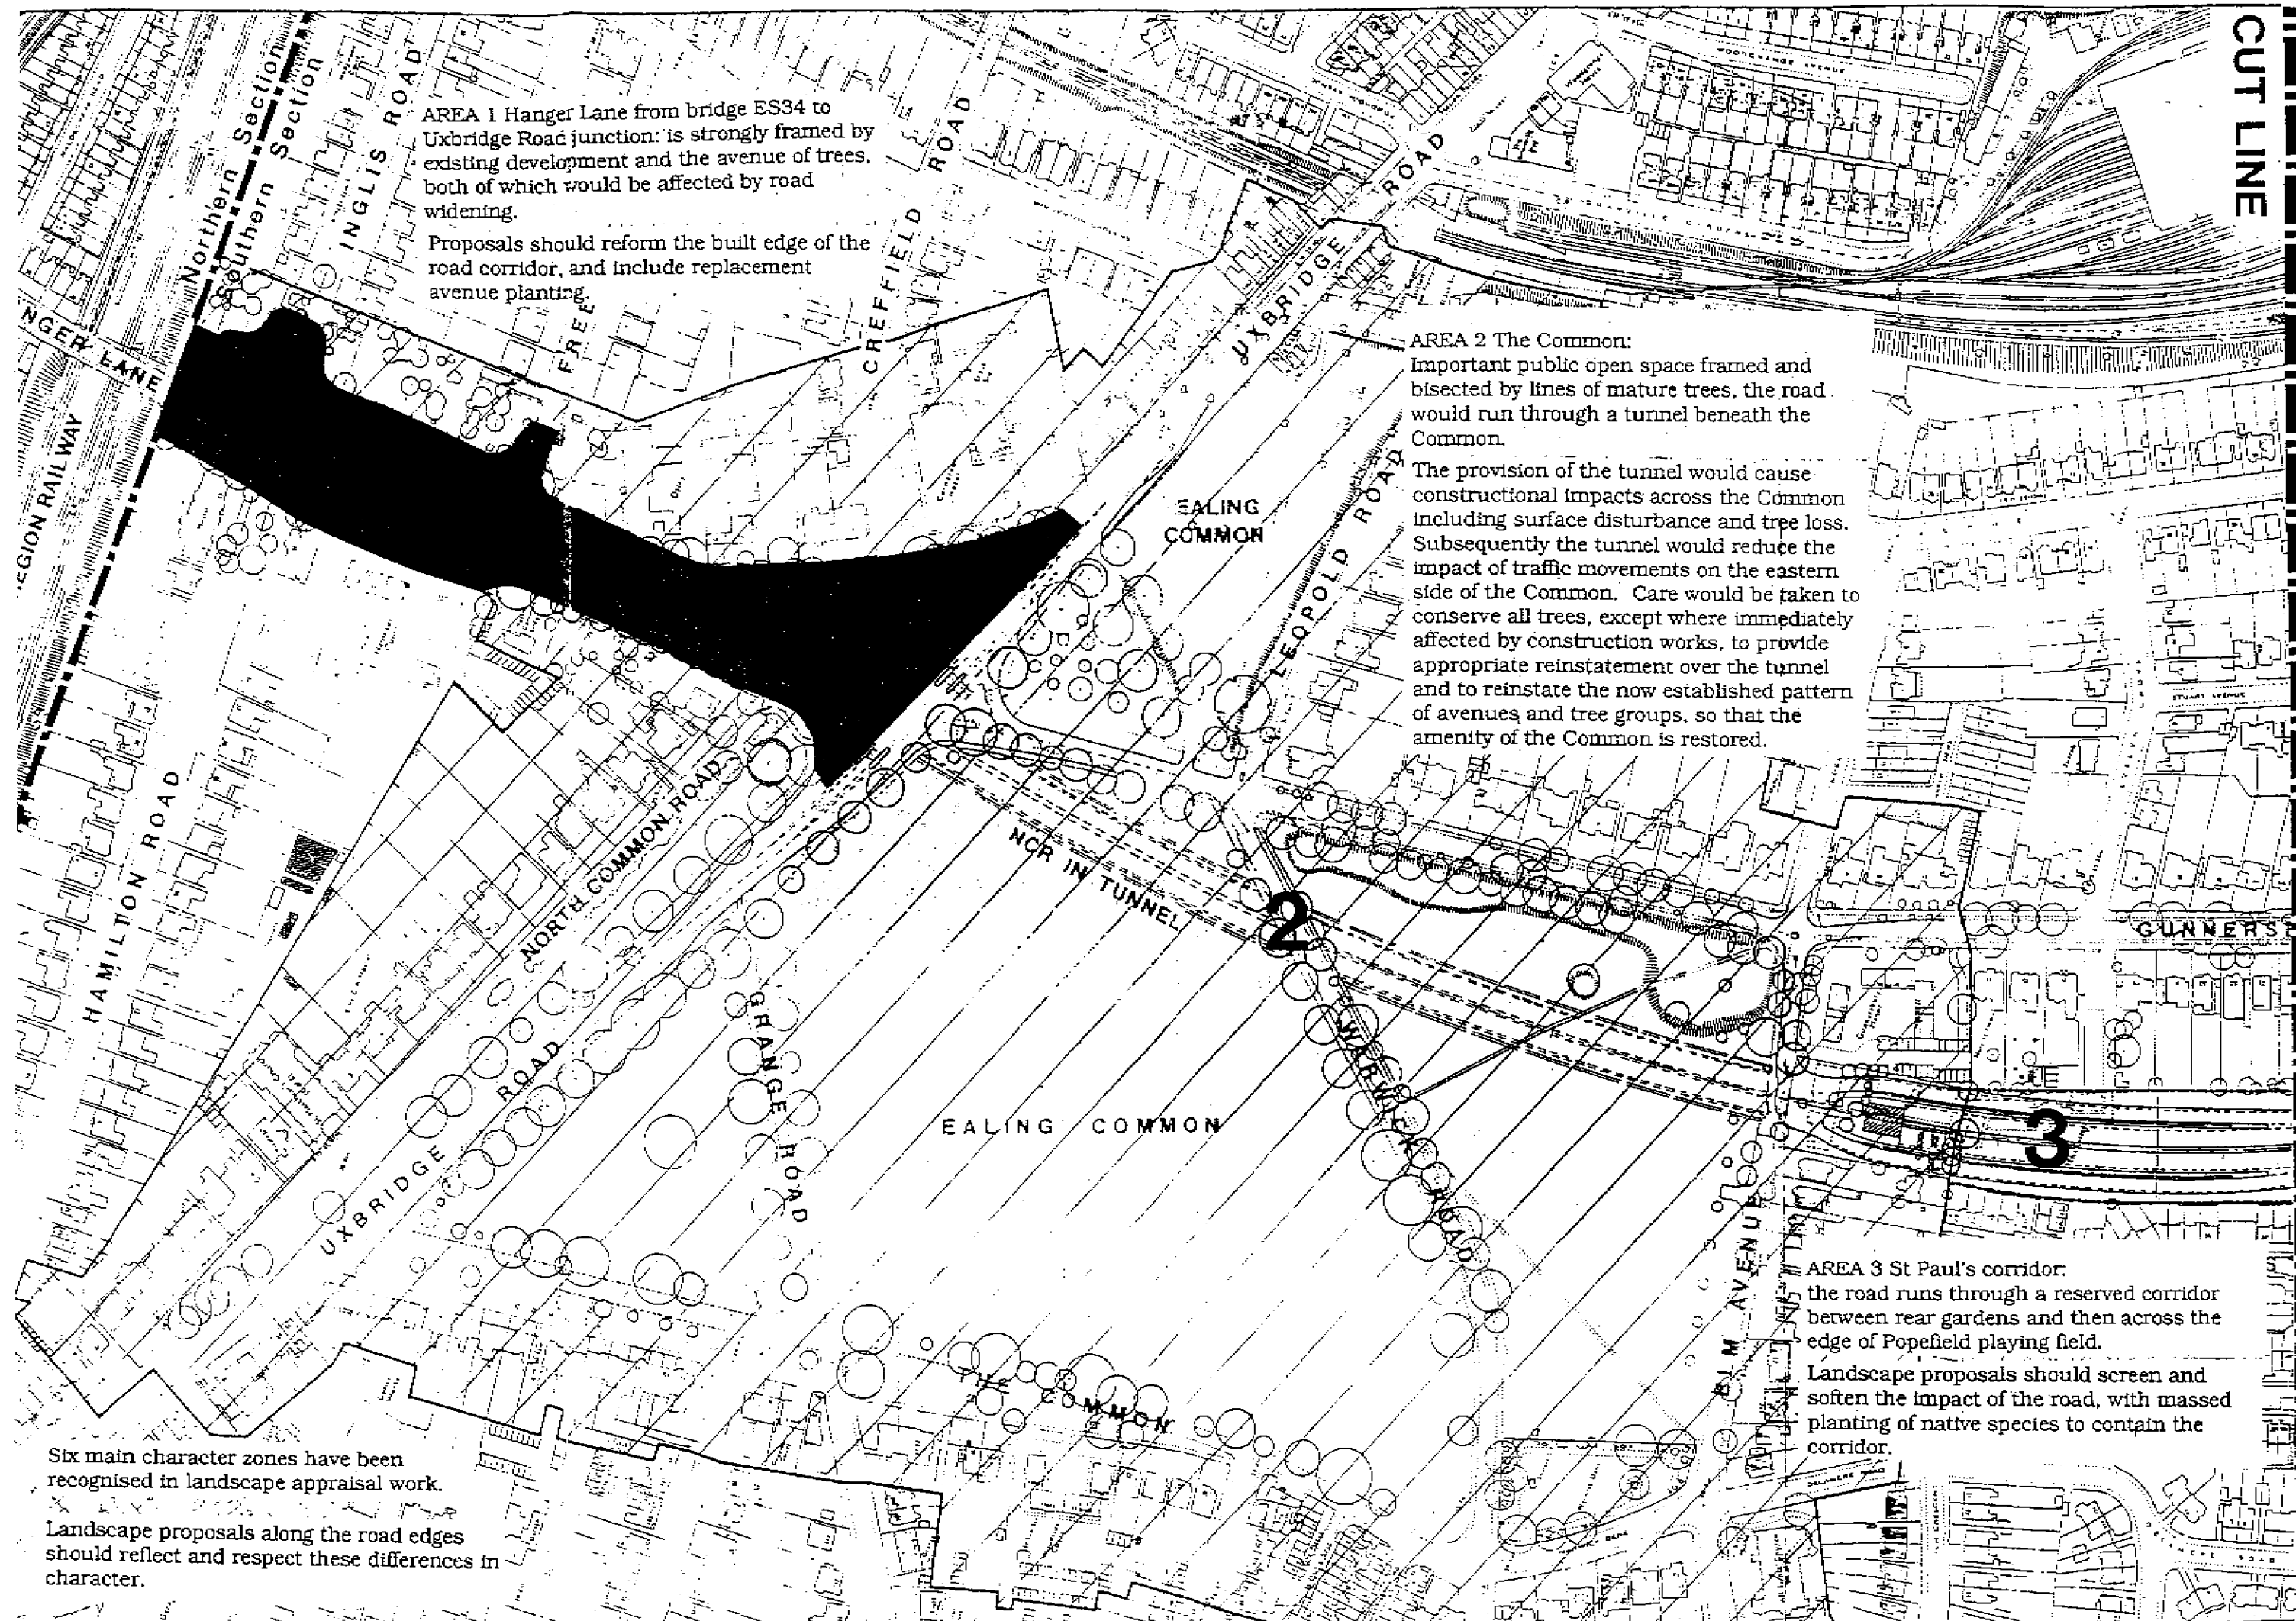 CUT LINE
Northern Section
Southern Section
INGLIS ROAD
AREA 1 Hanger Lane from bridge ES34 to
Uxbridge Road junction: is strongly framed by
existing development and the avenue of trees,
both of which would be affected by road
widening.
Proposals should reform the built edge of the
road corridor, and include replacement
avenue planting.
CREFFIELD ROAD
UXBRIDGE ROAD
NGER LANE
FREE
EGION RAILWAY
AREA 2 The Common:
Important public open space framed and
bisected by lines of mature trees, the road
would run through a tunnel beneath the
Common.
The provision of the tunnel would cause
constructional impacts across the Common
including surface disturbance and tree loss.
Subsequently the tunnel would reduce the
impact of traffic movements on the eastern
side of the Common. Care would be taken to
conserve all trees, except where immediately
affected by construction works, to provide
appropriate reinstatement over the tunnel
and to reinstate the now established pattern
of avenues and tree groups, so that the
amenity of the Common is restored.
EALING
COMMON
LEOPOLD ROAD
STUART AVENUE
HAMILTON ROAD
NORTH COMMON ROAD
NCR IN TUNNEL
2
GUNNERS
GRANGE ROAD
WARWICK ROAD
UXBRIDGE ROAD
EALING COMMON
3
ELM AVENUE
AREA 3 St Paul's corridor:
the road runs through a reserved corridor
between rear gardens and then across the
edge of Popefield playing field.
Landscape proposals should screen and
soften the impact of the road, with massed
planting of native species to contain the
corridor.
THE COMMON
Six main character zones have been
recognised in landscape appraisal work.
Landscape proposals along the road edges
should reflect and respect these differences in
character.